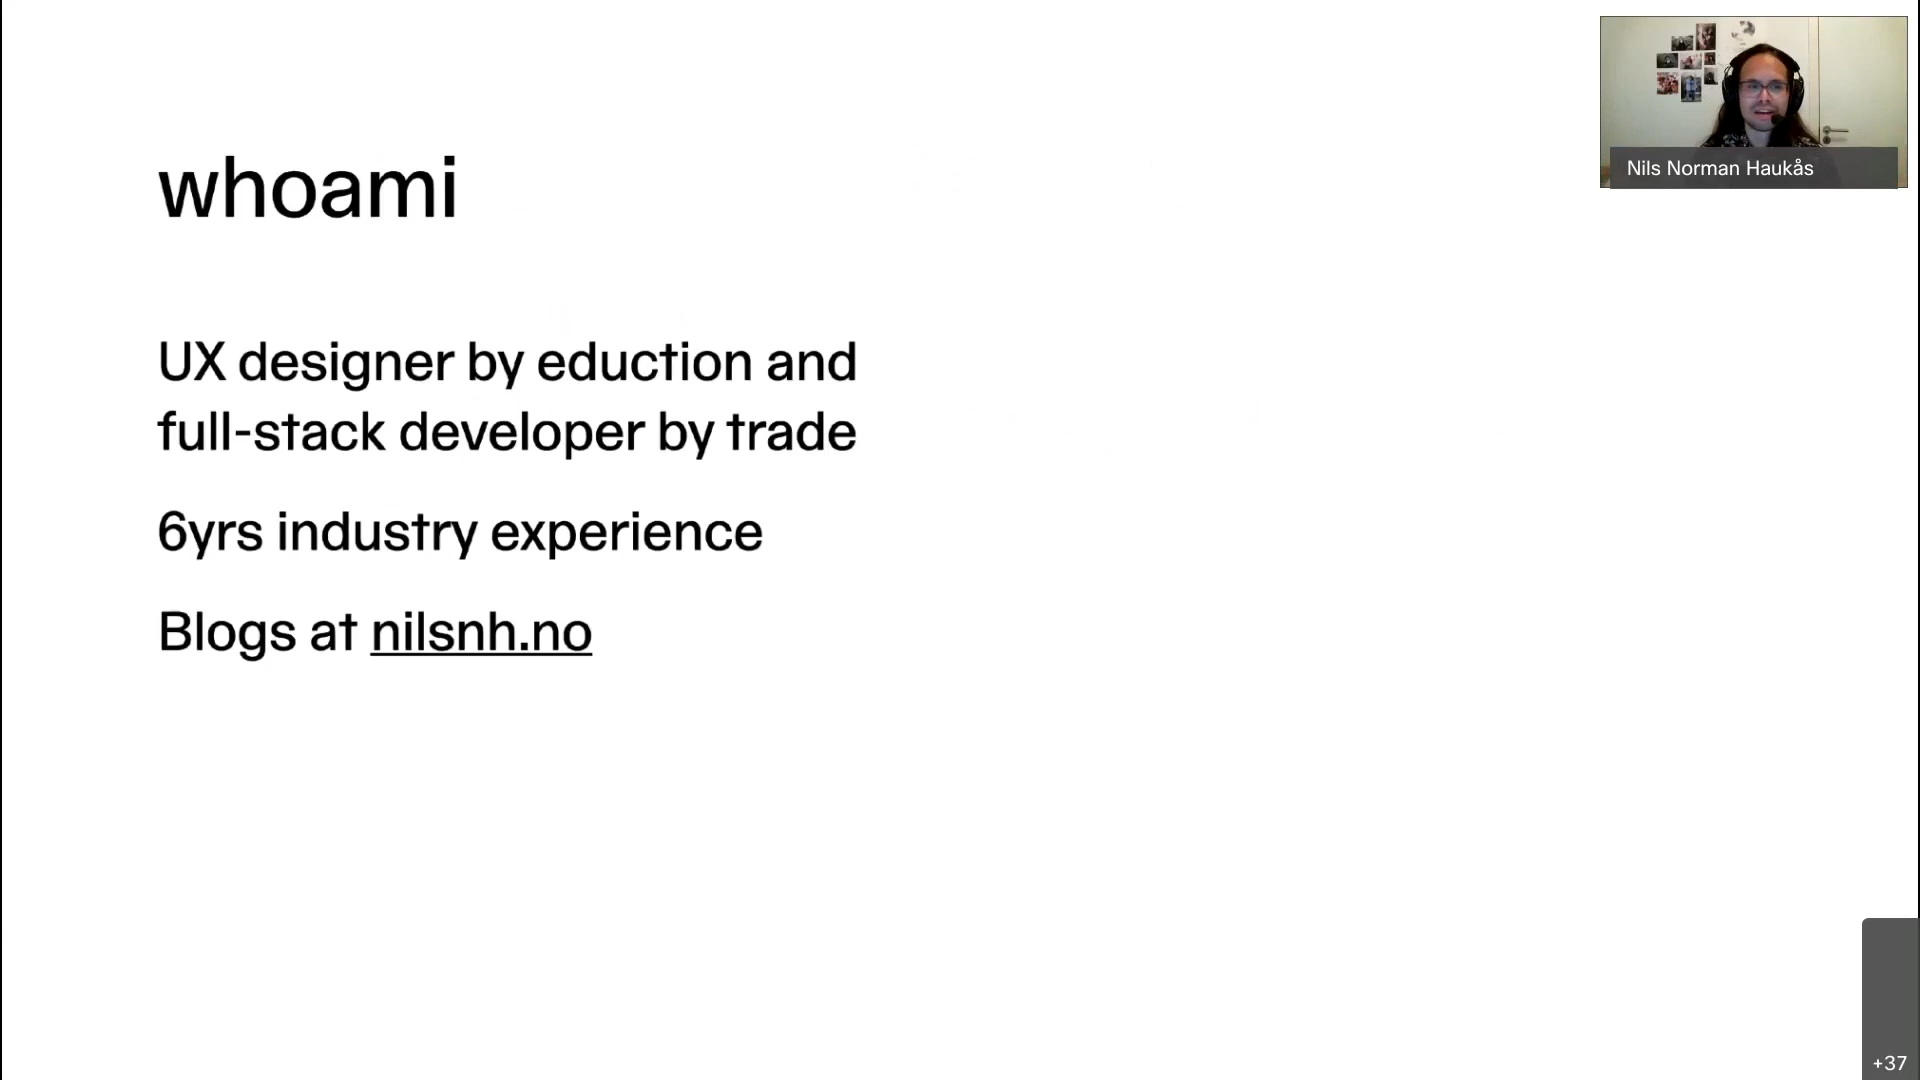 whoami
UX designer by eduction and
full-stack developer by trade
6yrs industry experience
Blogs at nilsnh.no
Nils Norman Haukås
+37